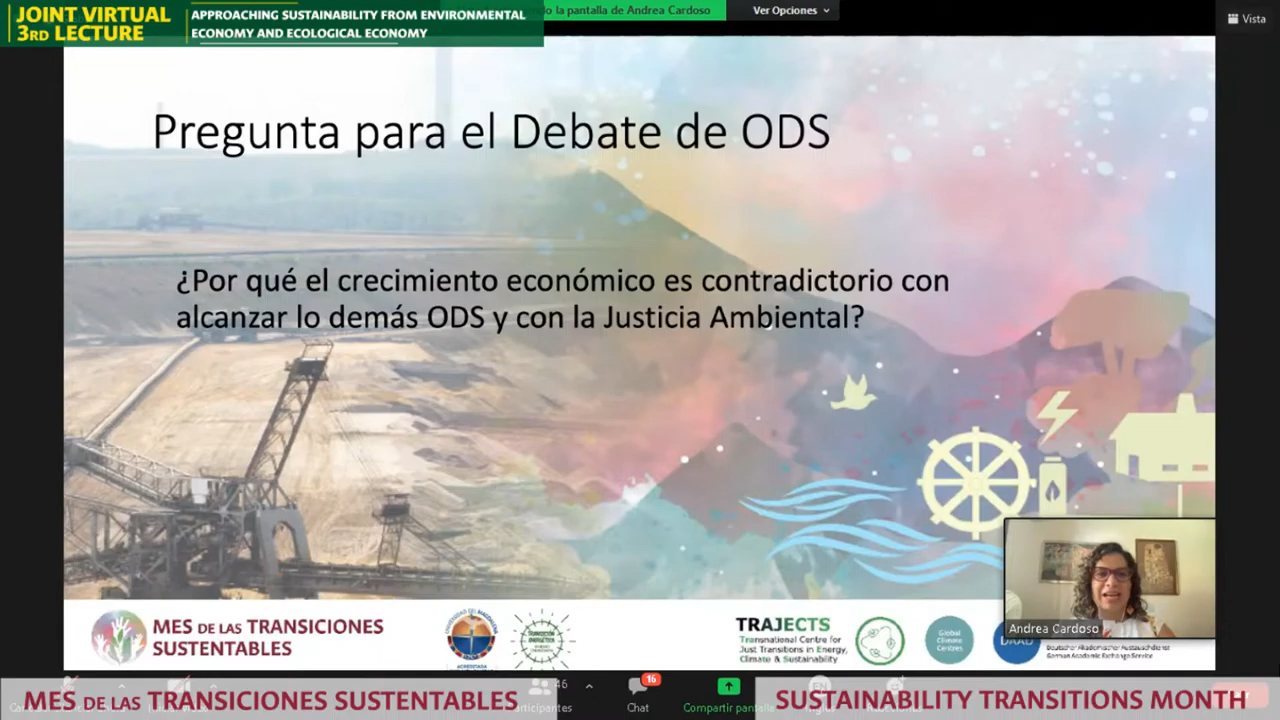 JOINT VIRTUAL
3RD LECTURE
APPROACHING SUSTAINABILITY FROM ENVIRONMENTAL
ECONOMY AND ECOLOGICAL ECONOMY
la pantalla de Andrea Cardoso
Ver Opciones
Vista
Pregunta para el Debate de ODS
¿Por qué el crecimiento económico es contradictorio con
alcanzar lo demás ODS y con la Justicia Ambiental?
Andrea Cardoso
MES DE LAS TRANSICIONES
SUSTENTABLES
TRAJECTS
Transnational Centre for
Just Transitions in Energy,
Climate & Sustainability
Global
Climate
Centres
DAAD
Deutscher Akademischer Austauschdienst
German Academic Exchange Service
46
16
Chat
Compartir
MES DE LAS TRANSICIONES SUSTENTABLES
SUSTAINABILITY TRANSITIONS MONTH